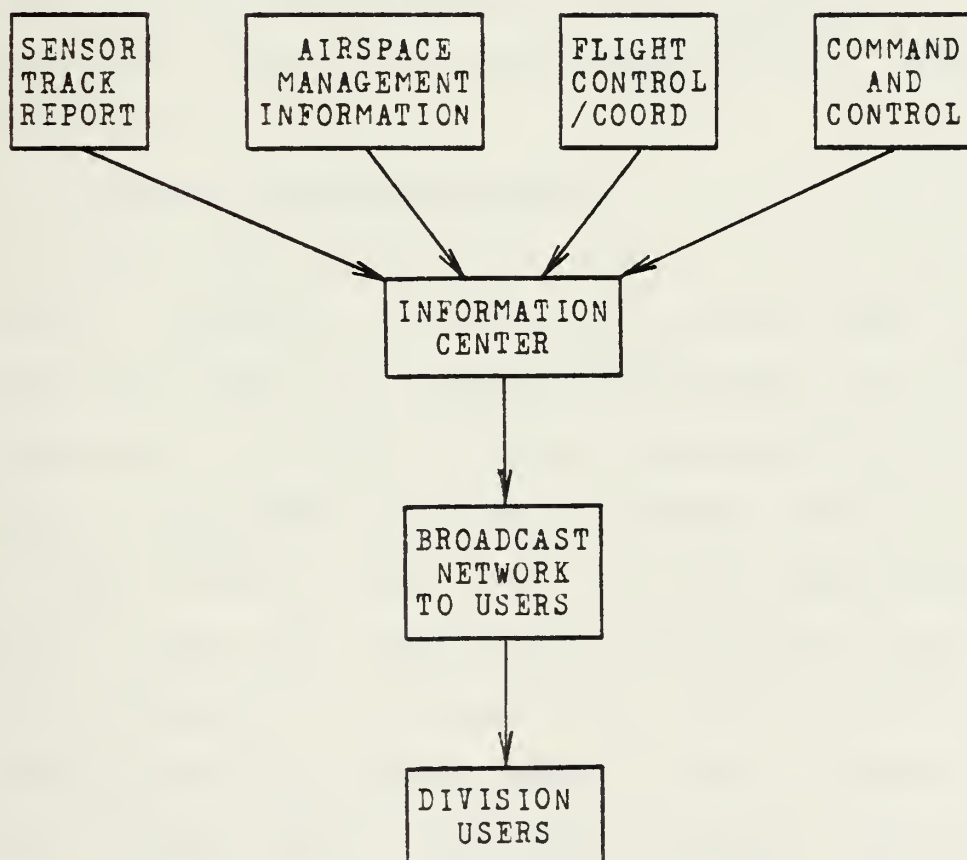 SENSOR
TRACK
REPORT
AIRSPACE
MANAGEMENT
INFORMATION
FLIGHT
CONTROL
/COORD
COMMAND
AND
CONTROL
INFORMATION
CENTER
BROADCAST
NETWORK
TO USERS
DIVISION
USERS